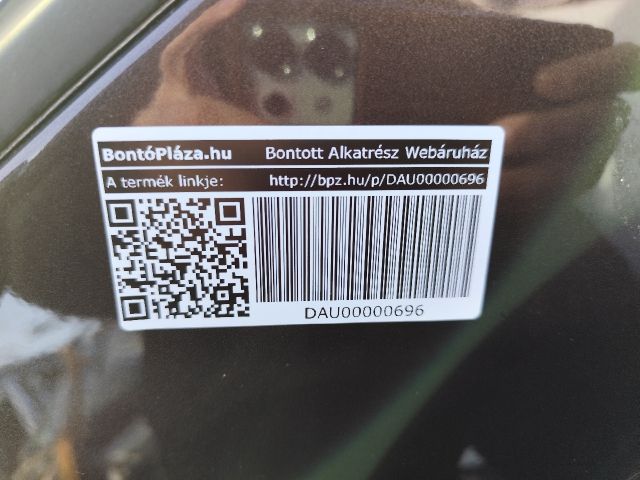 BontóPláza.hu Bontott Alkatrész Webáruház
A termék linkje: http://bpz.hu/p/DAU00000696
DAU00000696